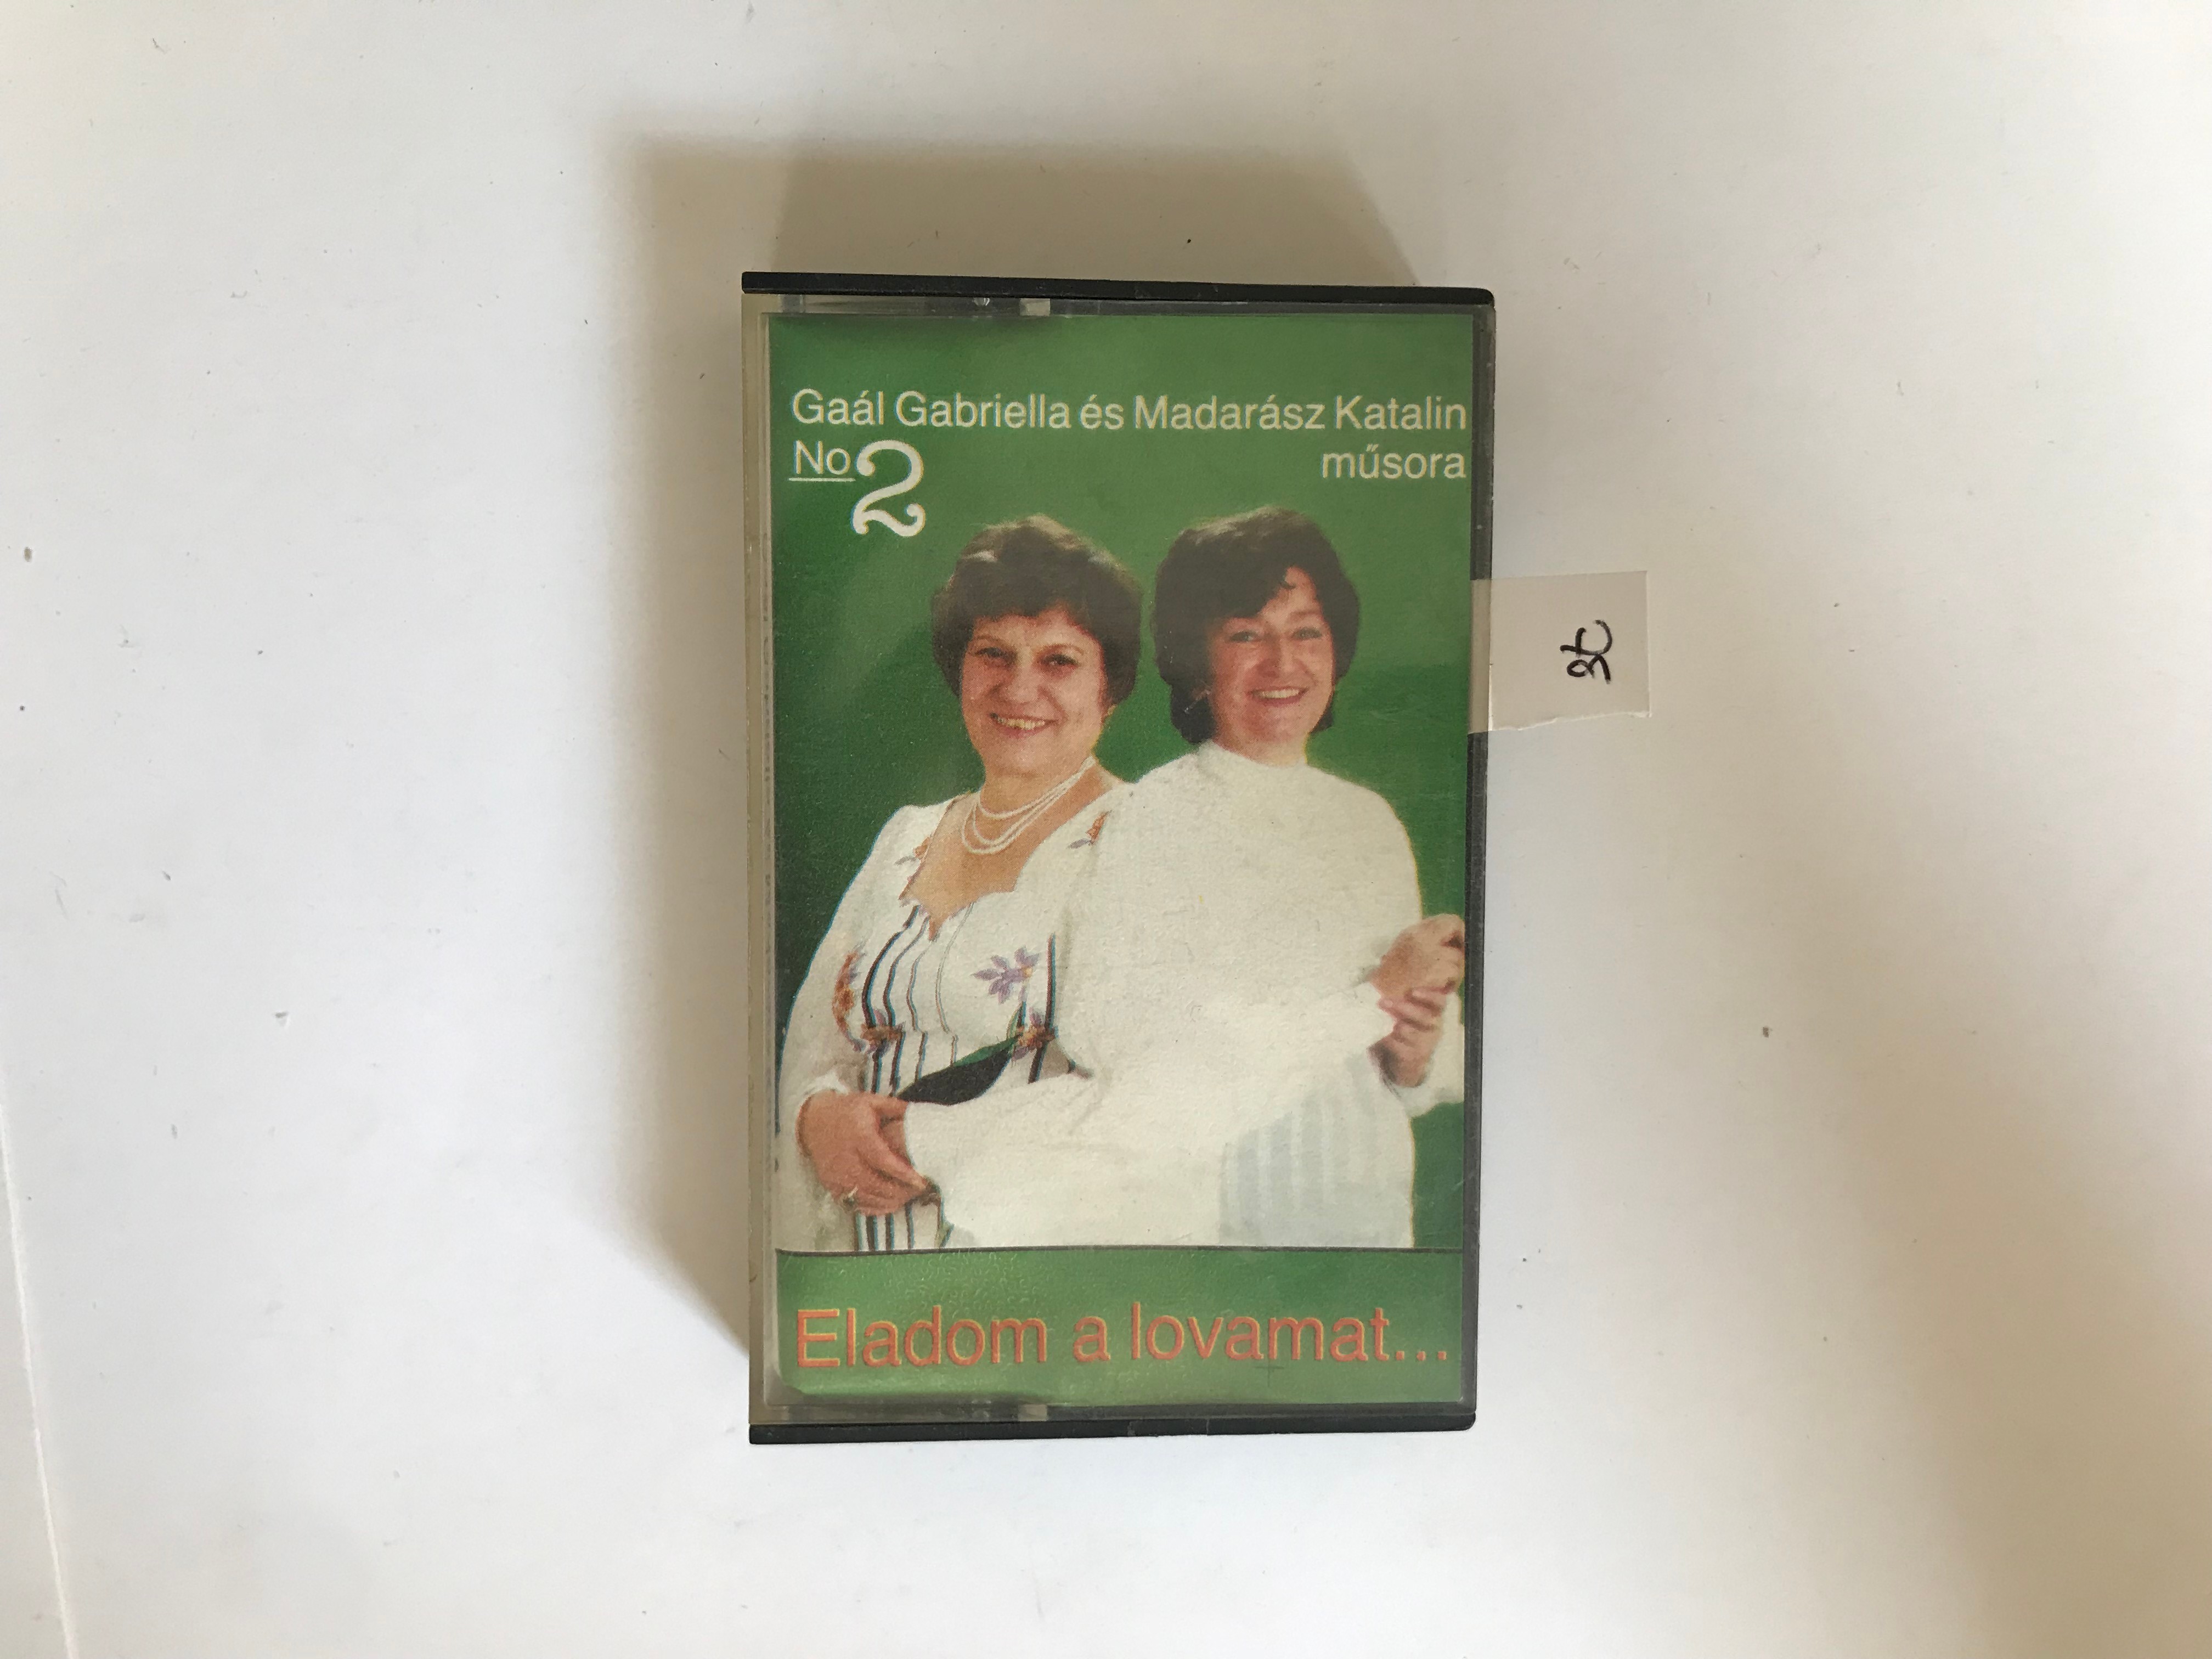 Gaál Gabriella és Madarász Katalin
No 2 műsora
Eladom a lovamat...